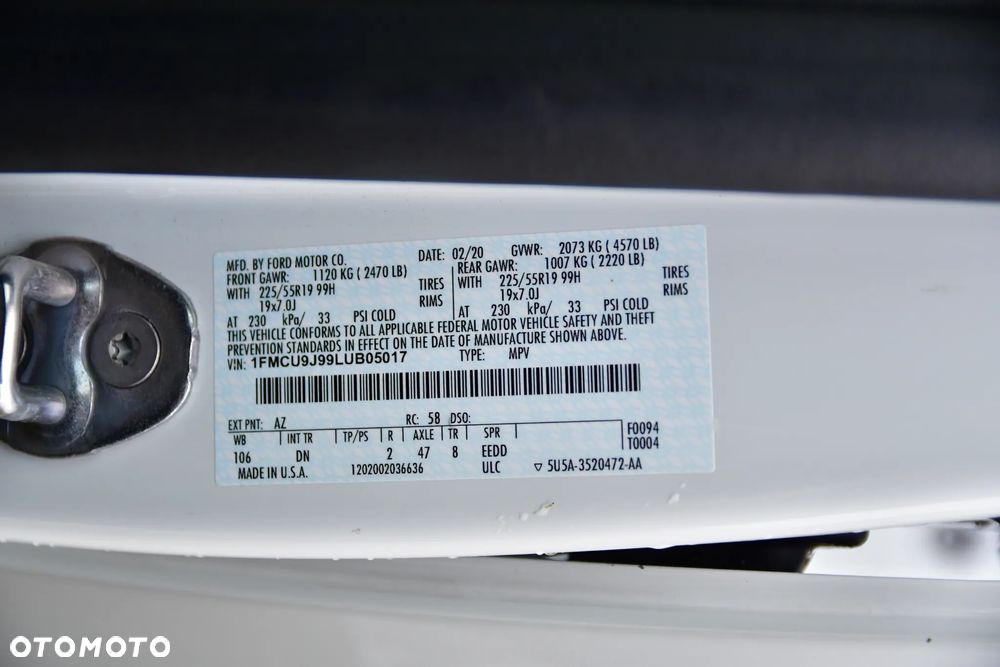 MFD. BY FORD MOTOR CO. DATE: 02/20 GVWR: 2073 KG ( 4570 LB)
FRONT GAWR: 1120 KG ( 2470 LB) REAR GAWR: 1007 KG ( 2220 LB)
WITH 225/55R19 99H TIRES WITH 225/55R19 99H TIRES
19x7.0J RIMS 19x7.0J RIMS
AT 230 kPa/ 33 PSI COLD AT 230 kPa/ 33 PSI COLD
THIS VEHICLE CONFORMS TO ALL APPLICABLE FEDERAL MOTOR VEHICLE SAFETY AND THEFT
PREVENTION STANDARDS IN EFFECT ON THE DATE OF MANUFACTURE SHOWN ABOVE.
VIN: 1FMCU9J99LUB05017 TYPE: MPV
EXT PNT: AZ RC: 58 DSO:
WB INT TR TP/PS R AXLE TR SPR F0094
106 DN 2 47 8 EEDD T0004
MADE IN U.S.A. 1202002036636 ULC ▽ 5U5A-3520472-AA
OTOMOTO